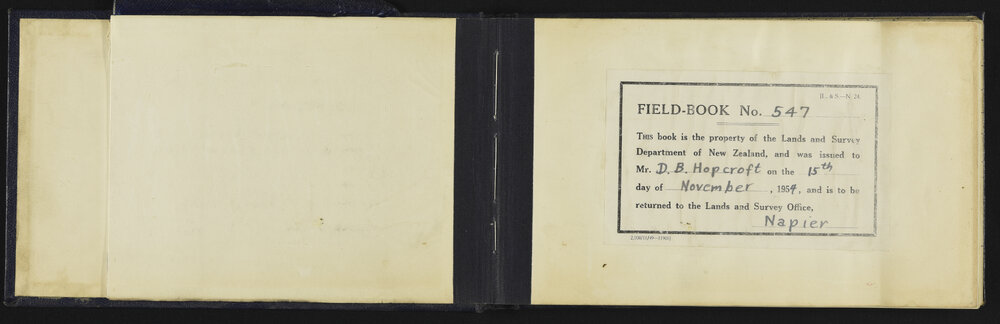 [L. & S.—N. 24.
FIELD-BOOK No. 547
THIS book is the property of the Lands and Survey
Department of New Zealand, and was issued to
Mr. D. B. Hopcroft on the 15th
day of November, 1954, and is to be
returned to the Lands and Survey Office,
Napier